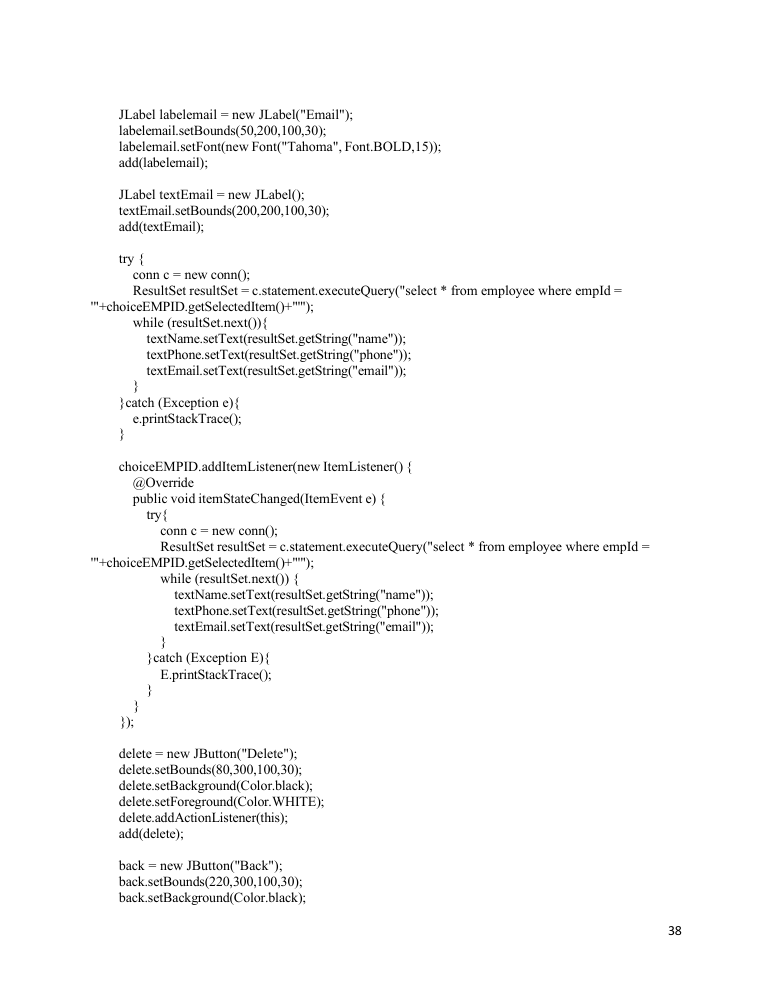 JLabel labelemail = new JLabel("Email");
labelemail.setBounds(50,200,100,30);
labelemail.setFont(new Font("Tahoma", Font.BOLD,15));
add(labelemail);

JLabel textEmail = new JLabel();
textEmail.setBounds(200,200,100,30);
add(textEmail);

try {
conn c = new conn();
ResultSet resultSet = c.statement.executeQuery("select * from employee where empId =
'"+choiceEMPID.getSelectedItem()+"'");
while (resultSet.next()){
textName.setText(resultSet.getString("name"));
textPhone.setText(resultSet.getString("phone"));
textEmail.setText(resultSet.getString("email"));
}
}catch (Exception e){
e.printStackTrace();
}

choiceEMPID.addItemListener(new ItemListener() {
@Override
public void itemStateChanged(ItemEvent e) {
try{
conn c = new conn();
ResultSet resultSet = c.statement.executeQuery("select * from employee where empId =
'"+choiceEMPID.getSelectedItem()+"'");
while (resultSet.next()) {
textName.setText(resultSet.getString("name"));
textPhone.setText(resultSet.getString("phone"));
textEmail.setText(resultSet.getString("email"));
}
}catch (Exception E){
E.printStackTrace();
}
}
});

delete = new JButton("Delete");
delete.setBounds(80,300,100,30);
delete.setBackground(Color.black);
delete.setForeground(Color.WHITE);
delete.addActionListener(this);
add(delete);

back = new JButton("Back");
back.setBounds(220,300,100,30);
back.setBackground(Color.black);
38